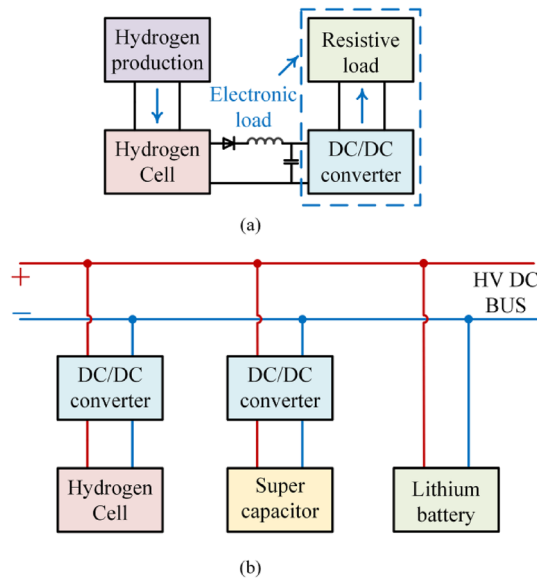 Hydrogen
production
Resistive
load
Electronic
load
Hydrogen
Cell
DC/DC
converter
(a)
+
−
HV DC
BUS
DC/DC
converter
DC/DC
converter
Hydrogen
Cell
Super
capacitor
Lithium
battery
(b)